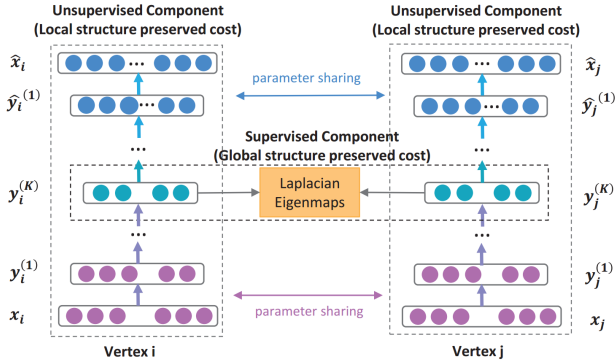 Unsupervised Component
(Local structure preserved cost)
Unsupervised Component
(Local structure preserved cost)
x̂ᵢ
...
...
x̂ⱼ
parameter sharing
ŷᵢ⁽¹⁾
...
...
ŷⱼ⁽¹⁾
Supervised Component
(Global structure preserved cost)
...
...
yᵢ⁽ᴷ⁾
Laplacian
Eigenmaps
yⱼ⁽ᴷ⁾
...
...
yᵢ⁽¹⁾
yⱼ⁽¹⁾
parameter sharing
xᵢ
xⱼ
Vertex i
Vertex j